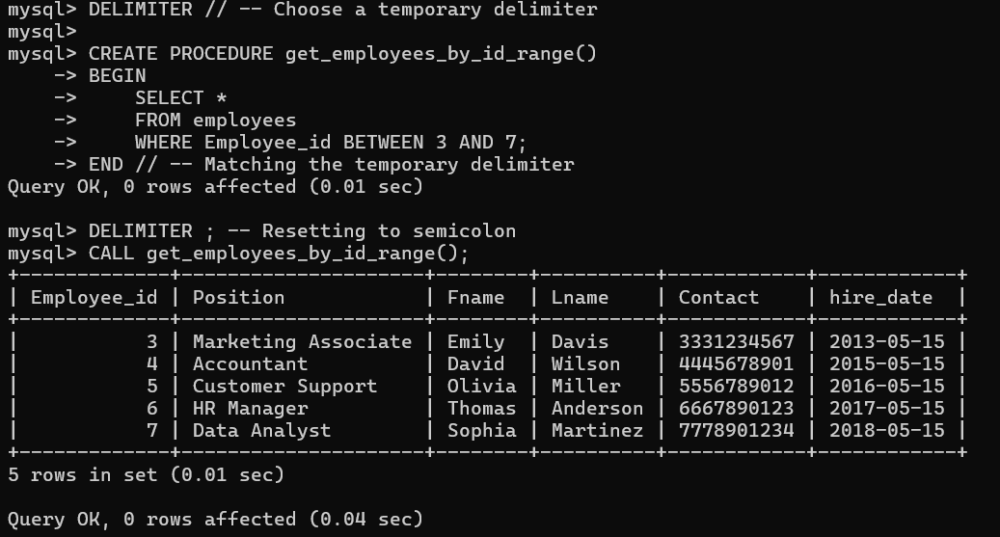 mysql> DELIMITER // -- Choose a temporary delimiter
mysql>
mysql> CREATE PROCEDURE get_employees_by_id_range()
    -> BEGIN
    ->     SELECT *
    ->     FROM employees
    ->     WHERE Employee_id BETWEEN 3 AND 7;
    -> END // -- Matching the temporary delimiter
Query OK, 0 rows affected (0.01 sec)

mysql> DELIMITER ; -- Resetting to semicolon
mysql> CALL get_employees_by_id_range();
+-------------+---------------------+--------+----------+------------+------------+
| Employee_id | Position            | Fname  | Lname    | Contact    | hire_date  |
+-------------+---------------------+--------+----------+------------+------------+
|           3 | Marketing Associate | Emily  | Davis    | 3331234567 | 2013-05-15 |
|           4 | Accountant          | David  | Wilson   | 4445678901 | 2015-05-15 |
|           5 | Customer Support    | Olivia | Miller   | 5556789012 | 2016-05-15 |
|           6 | HR Manager          | Thomas | Anderson | 6667890123 | 2017-05-15 |
|           7 | Data Analyst        | Sophia | Martinez | 7778901234 | 2018-05-15 |
+-------------+---------------------+--------+----------+------------+------------+
5 rows in set (0.01 sec)

Query OK, 0 rows affected (0.04 sec)